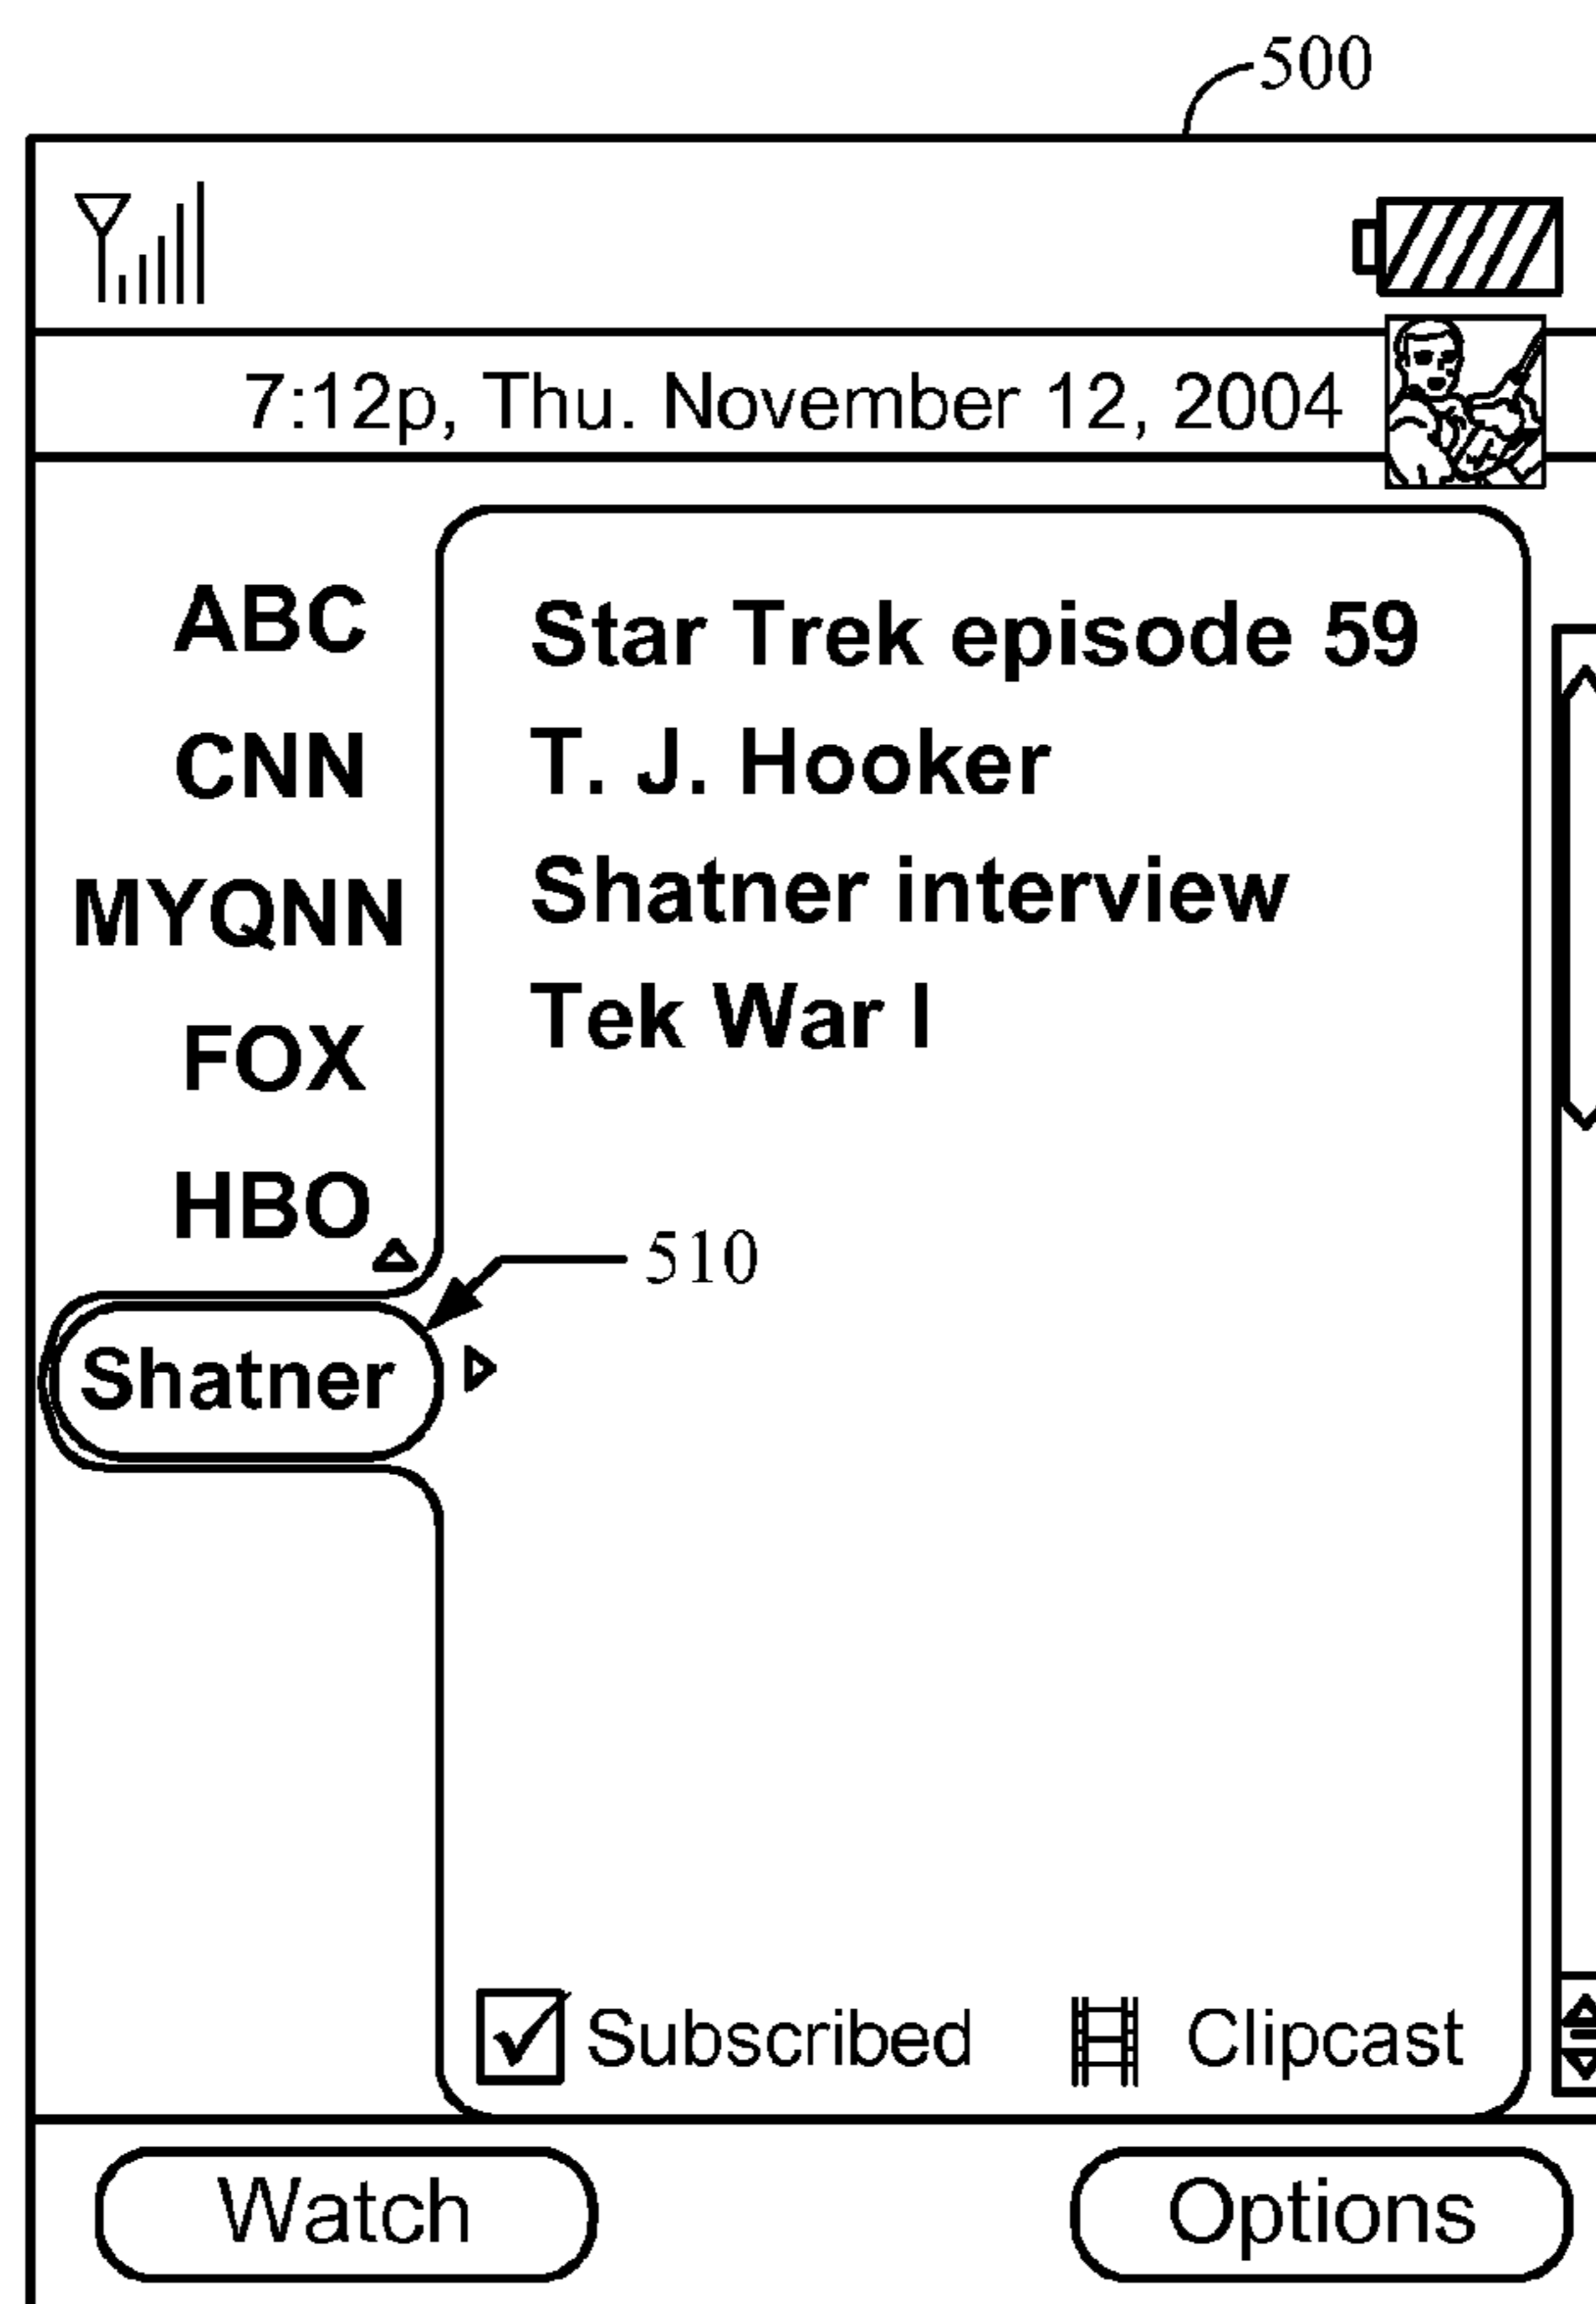 500
7:12p, Thu. November 12, 2004
ABC
CNN
MYQNN
FOX
HBO
Shatner
510
Star Trek episode 59
T. J. Hooker
Shatner interview
Tek War I
Subscribed
Clipcast
Watch
Options